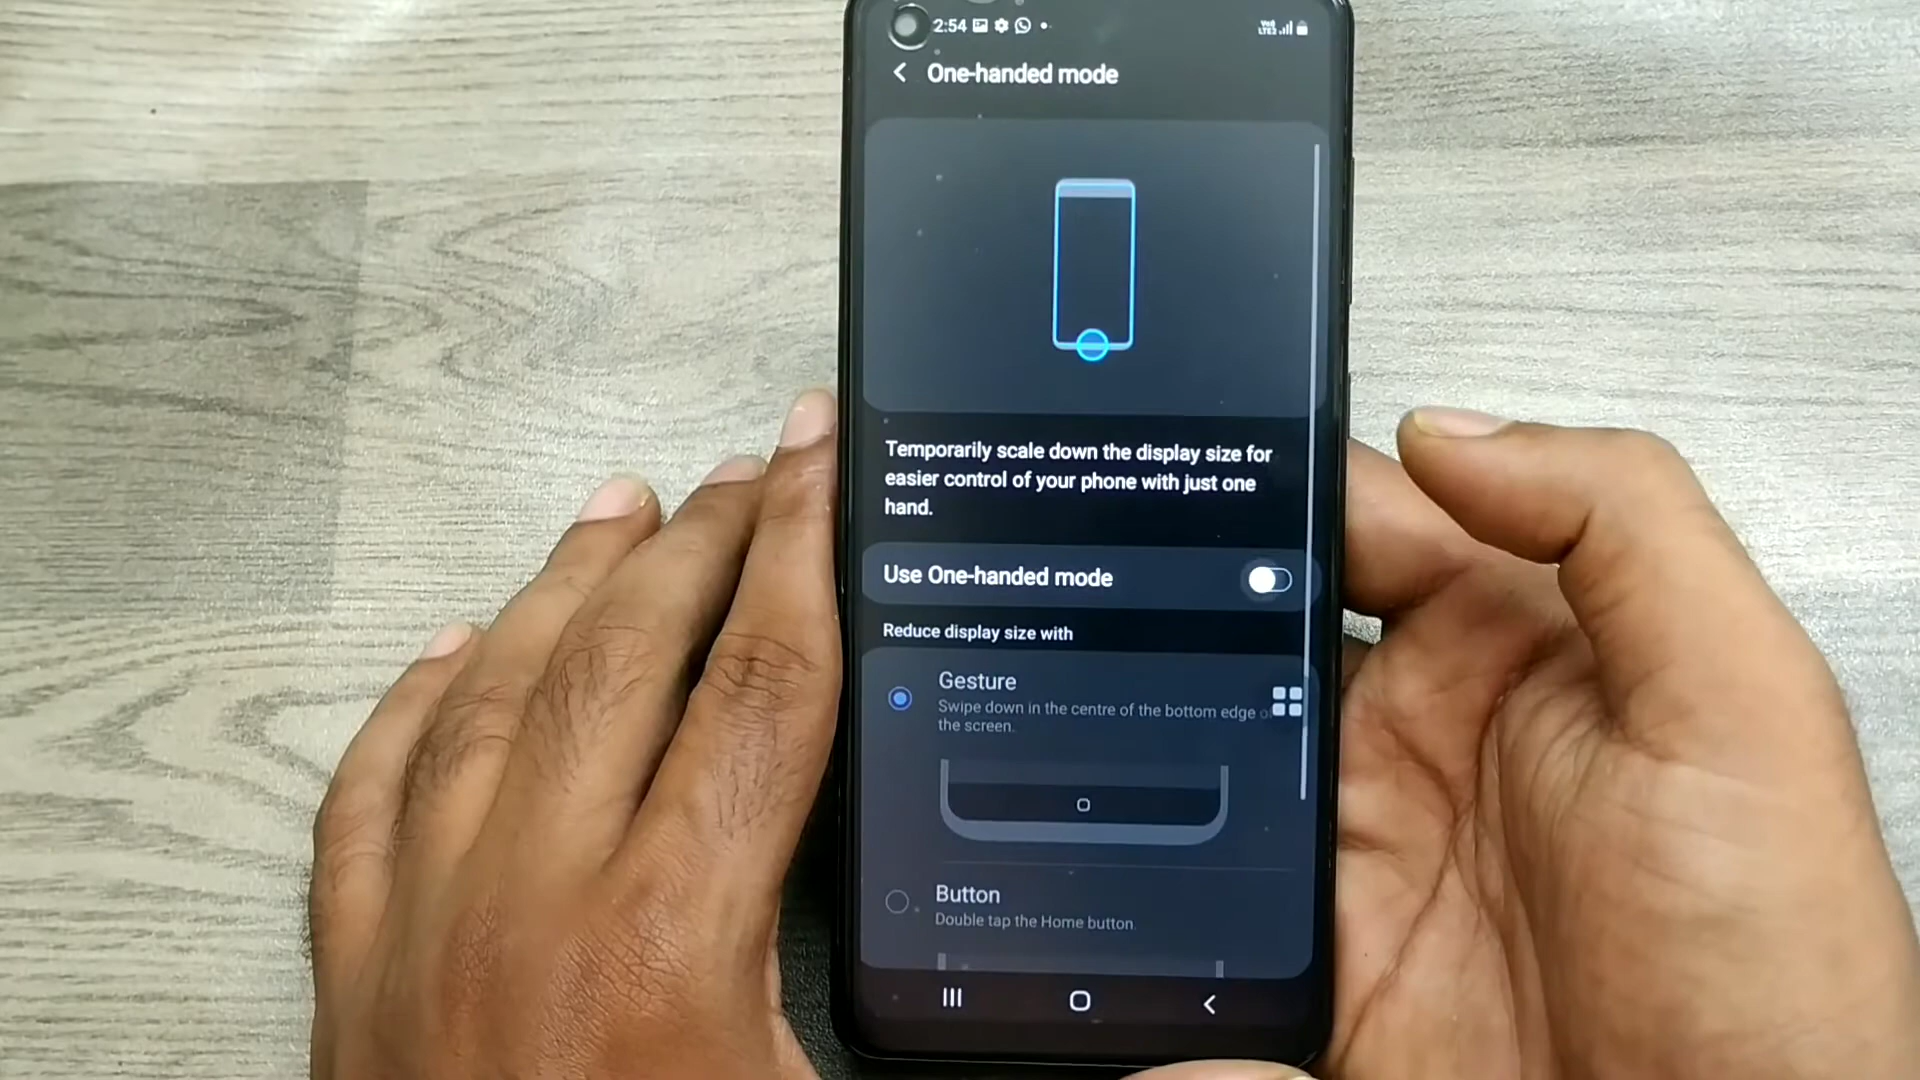 2:54
VoD LTE2
One-handed mode
Temporarily scale down the display size for
easier control of your phone with just one
hand.
Use One-handed mode
Reduce display size with
Gesture
Swipe down in the centre of the bottom edge
the screen.
Button
Double tap the Home button.